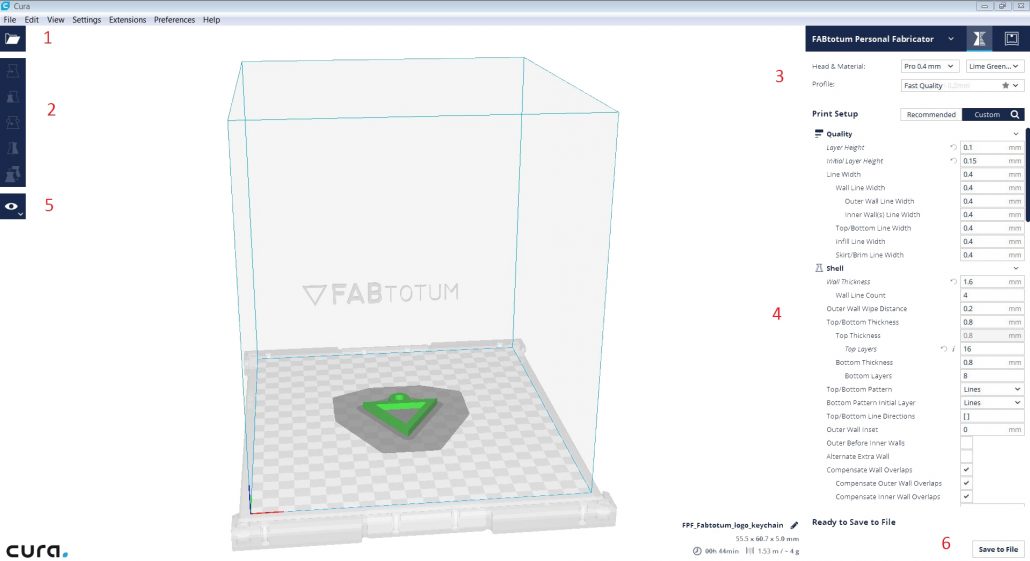 Cura
File Edit View Settings Extensions Preferences Help
1
2
5
3
4
6
FABTOTUM
FABtotum Personal Fabricator
Head & Material: Pro 0.4 mm Lime Green...
Profile: Fast Quality 0.2mm
Print Setup Recommended Custom
Quality
Layer Height 0.1 mm
Initial Layer Height 0.15 mm
Line Width 0.4 mm
Wall Line Width 0.4 mm
Outer Wall Line Width 0.4 mm
Inner Wall(s) Line Width 0.4 mm
Top/Bottom Line Width 0.4 mm
Infill Line Width 0.4 mm
Skirt/Brim Line Width 0.4 mm
Shell
Wall Thickness 1.6 mm
Wall Line Count 4
Outer Wall Wipe Distance 0.2 mm
Top/Bottom Thickness 0.8 mm
Top Thickness 0.8 mm
Top Layers i 16
Bottom Thickness 0.8 mm
Bottom Layers 8
Top/Bottom Pattern Lines
Bottom Pattern Initial Layer Lines
Top/Bottom Line Directions [ ]
Outer Wall Inset 0 mm
Outer Before Inner Walls
Alternate Extra Wall
Compensate Wall Overlaps
Compensate Outer Wall Overlaps
Compensate Inner Wall Overlaps
FPF_Fabtotum_logo_keychain
55.5 x 60.7 x 5.0 mm
00h 44min 1.53 m / ~ 4 g
Ready to Save to File
Save to File
cura.